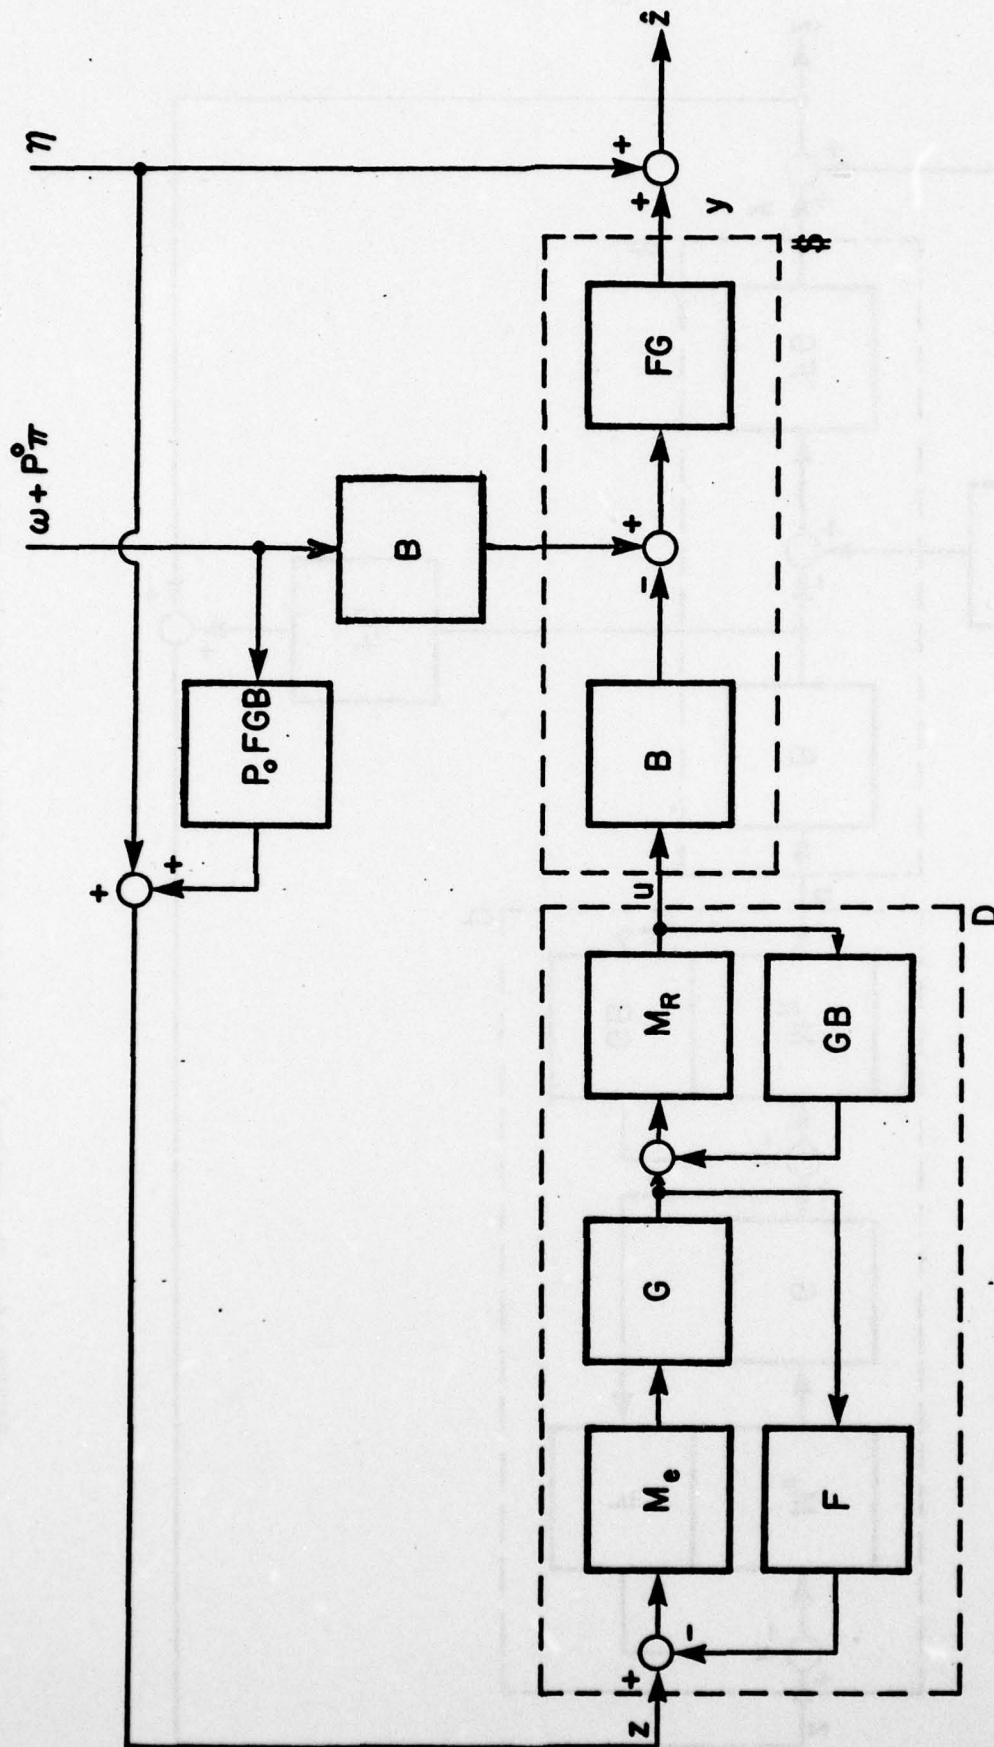 η
ω + P°π
+
+
P₀FGB
B
ẑ
+
+
y
$
FG
+
-
B
u
D
M_R
GB
G
M_e
F
+
-
z